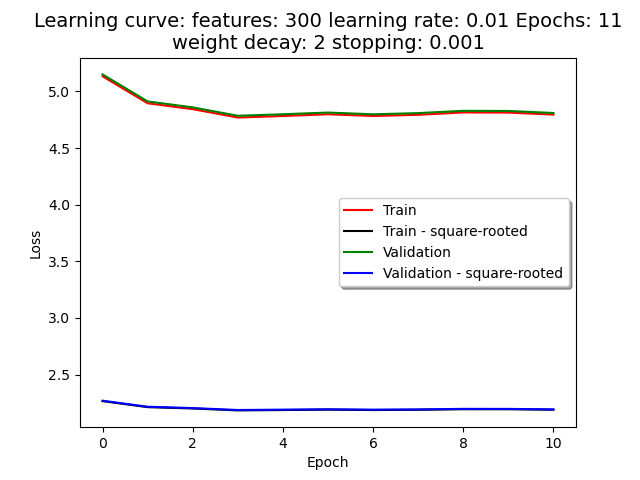 Learning curve: features: 300 learning rate: 0.01 Epochs: 11
weight decay: 2 stopping: 0.001
5.0
4.5
4.0
3.5
3.0
2.5
Loss
Train
Train - square-rooted
Validation
Validation - square-rooted
0 2 4 6 8 10
Epoch